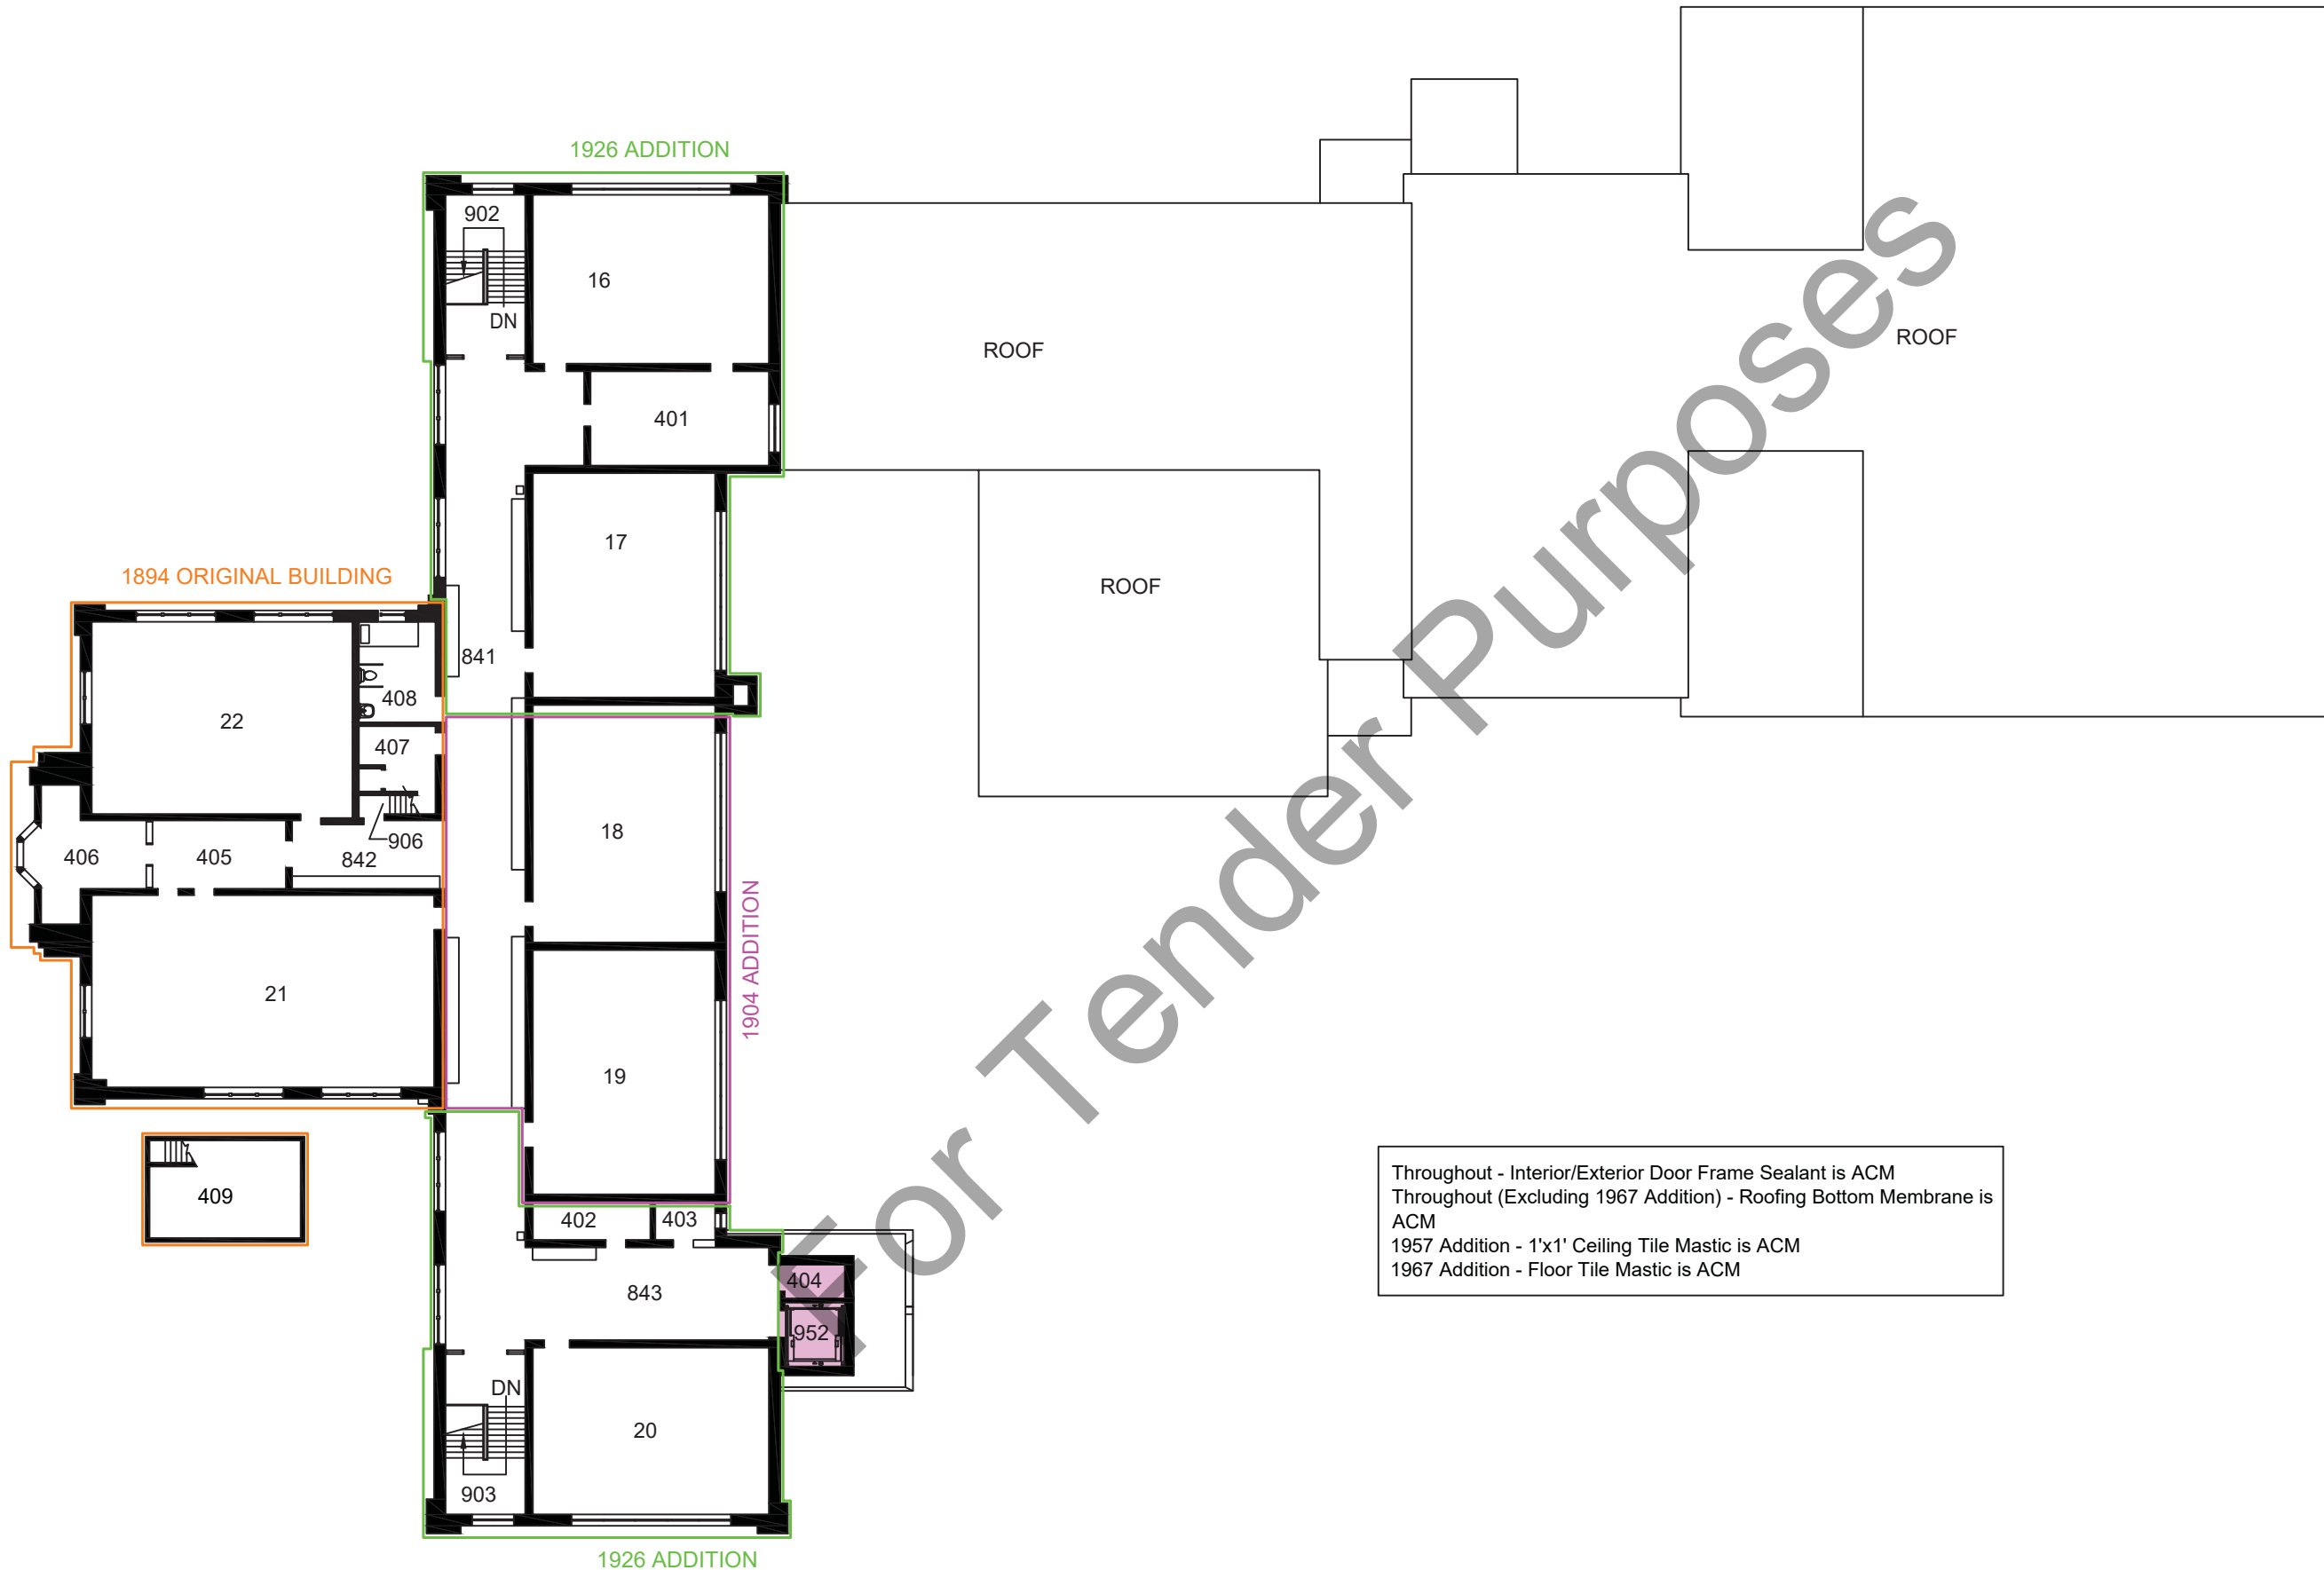 1926 ADDITION
902
16
DN
ROOF
ROOF
401
17
ROOF
1894 ORIGINAL BUILDING
841
408
22
407
18
906
406
405
842
1904 ADDITION
21
19
409
402
403
404
843
952
DN
20
903
1926 ADDITION
For Tender Purposes
Throughout - Interior/Exterior Door Frame Sealant is ACM
Throughout (Excluding 1967 Addition) - Roofing Bottom Membrane is
ACM
1957 Addition - 1'x1' Ceiling Tile Mastic is ACM
1967 Addition - Floor Tile Mastic is ACM